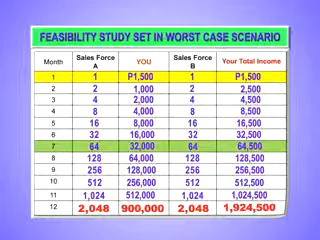 FEASIBILITY STUDY SET IN WORST CASE SCENARIO
Month Sales Force A YOU Sales Force B Your Total Income
1 1 P1,500 1 P1,500
2 2 1,000 2 2,500
3 4 2,000 4 4,500
4 8 4,000 8 8,500
5 16 8,000 16 16,500
6 32 16,000 32 32,500
7 64 32,000 64 64,500
8 128 64,000 128 128,500
9 256 128,000 256 256,500
10 512 256,000 512 512,500
11 1,024 512,000 1,024 1,024,500
12 2,048 900,000 2,048 1,924,500